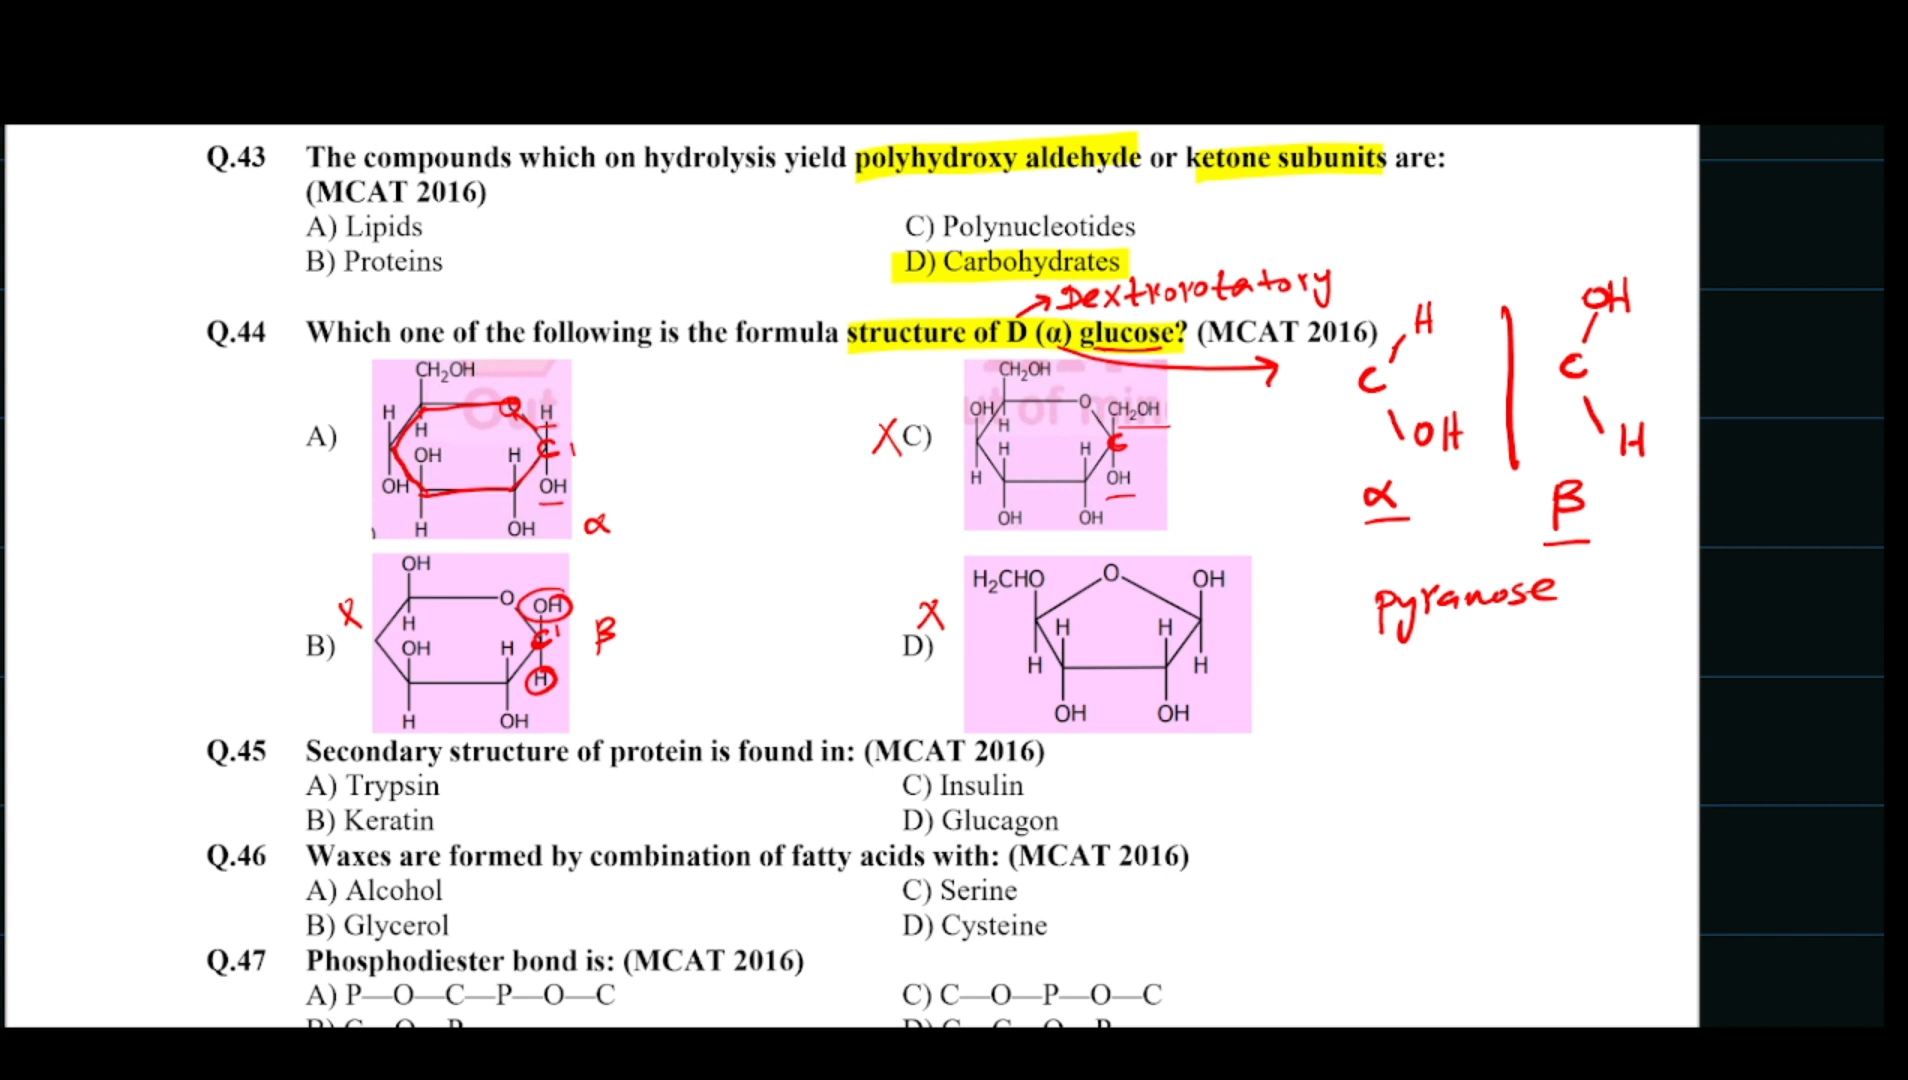 Q.43 The compounds which on hydrolysis yield polyhydroxy aldehyde or ketone subunits are:
(MCAT 2016)
A) Lipids C) Polynucleotides
B) Proteins D) Carbohydrates
→ Dextrorotatory
Q.44 Which one of the following is the formula structure of D (α) glucose? (MCAT 2016)
A)
CH₂OH
H O H
H C 1
OH H
OH OH
H OH
α
X C)
CH₂OH
OH O CH₂OH
H C
H H
H OH
OH OH
H
C
OH
α
OH
C
H
β
Pyranose
X B)
OH
O OH
H C'
OH H
H
H OH
β
X D)
H₂CHO O OH
H H
H H
OH OH
Q.45 Secondary structure of protein is found in: (MCAT 2016)
A) Trypsin C) Insulin
B) Keratin D) Glucagon
Q.46 Waxes are formed by combination of fatty acids with: (MCAT 2016)
A) Alcohol C) Serine
B) Glycerol D) Cysteine
Q.47 Phosphodiester bond is: (MCAT 2016)
A) P—O—C—P—O—C C) C—O—P—O—C